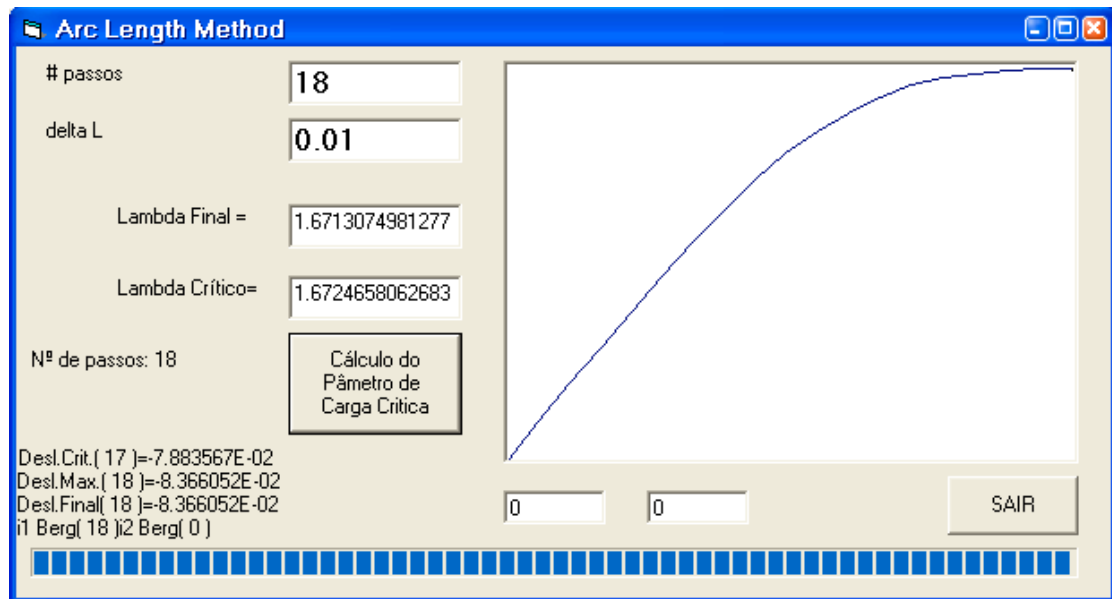 Arc Length Method
# passos
18
delta L
0.01
Lambda Final =
1.6713074981277
Lambda Crítico=
1.6724658062683
Nº de passos: 18
Cálculo do
Pâmetro de
Carga Critica
Desl.Crit.( 17 )=-7.883567E-02
Desl.Max.( 18 )=-8.366052E-02
Desl.Final( 18 )=-8.366052E-02
i1 Berg( 18 )i2 Berg( 0 )
0
0
SAIR